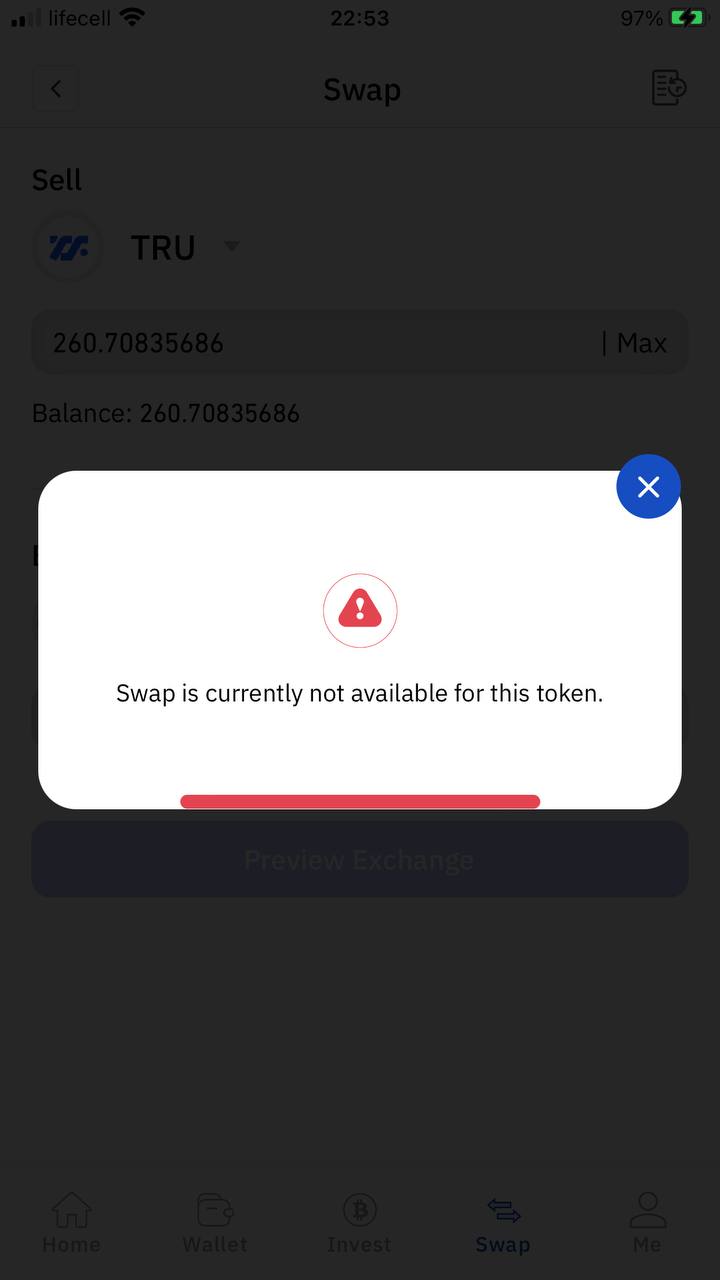 lifecell
22:53
97%
Swap
Sell
TRU
260.70835686
| Max
Balance: 260.70835686
Swap is currently not available for this token.
Preview Exchange
Home
Wallet
Invest
Swap
Me